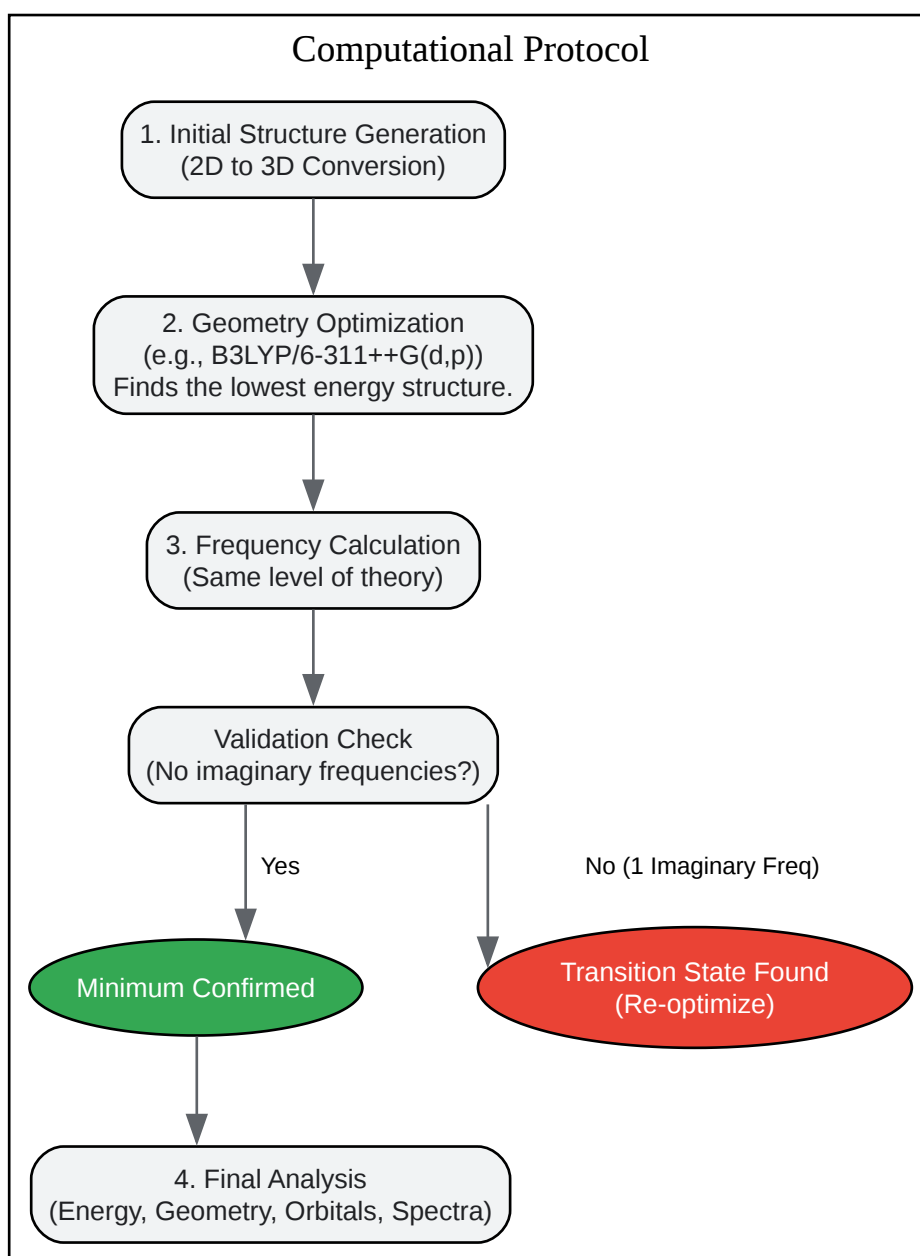 Computational Protocol
1. Initial Structure Generation
(2D to 3D Conversion)
2. Geometry Optimization
(e.g., B3LYP/6-311++G(d,p))
Finds the lowest energy structure.
3. Frequency Calculation
(Same level of theory)
Validation Check
(No imaginary frequencies?)
Yes
No (1 Imaginary Freq)
Minimum Confirmed
Transition State Found
(Re-optimize)
4. Final Analysis
(Energy, Geometry, Orbitals, Spectra)